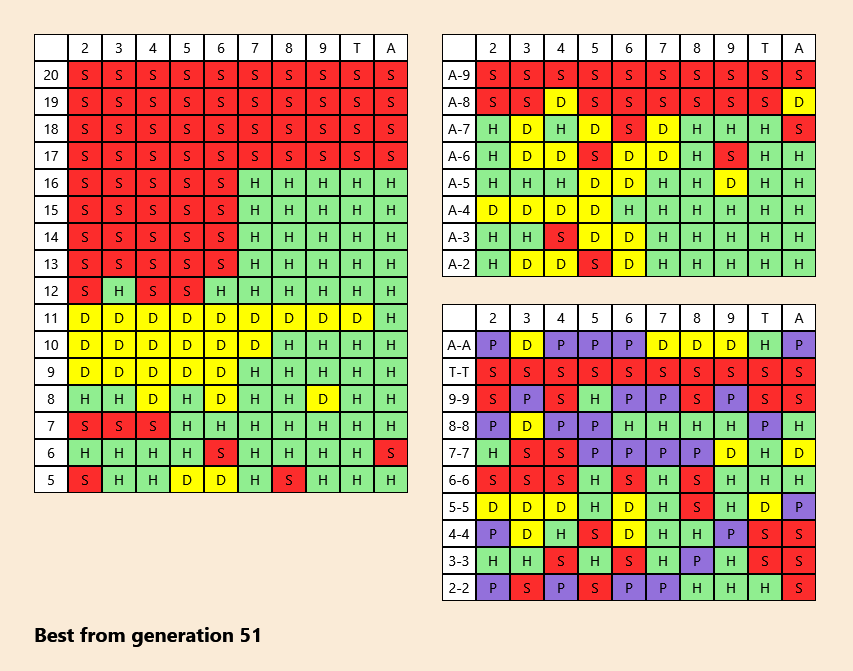 2 3 4 5 6 7 8 9 T A
20 S S S S S S S S S S
19 S S S S S S S S S S
18 S S S S S S S S S S
17 S S S S S S S S S S
16 S S S S S H H H H H
15 S S S S S H H H H H
14 S S S S S H H H H H
13 S S S S S H H H H H
12 S H S S H H H H H H
11 D D D D D D D D D H
10 D D D D D D H H H H
9 D D D D D H H H H H
8 H H D H D H H D H H
7 S S S H H H H H H H
6 H H H H S H H H H S
5 S H H D D H S H H H
2 3 4 5 6 7 8 9 T A
A-9 S S S S S S S S S S
A-8 S S D S S S S S S D
A-7 H D H D S D H H H S
A-6 H D D S D D H S H H
A-5 H H H D D H H D H H
A-4 D D D D H H H H H H
A-3 H H S D D H H H H H
A-2 H D D S D H H H H H
2 3 4 5 6 7 8 9 T A
A-A P D P P P D D D H P
T-T S S S S S S S S S S
9-9 S P S H P P S P S S
8-8 P D P P H H H H P H
7-7 H S S P P P P D H D
6-6 S S S H S H S H H H
5-5 D D D H D H S H D P
4-4 P D H S D H H P S S
3-3 H H S H S H P H S S
2-2 P S P S P P H H H S
Best from generation 51